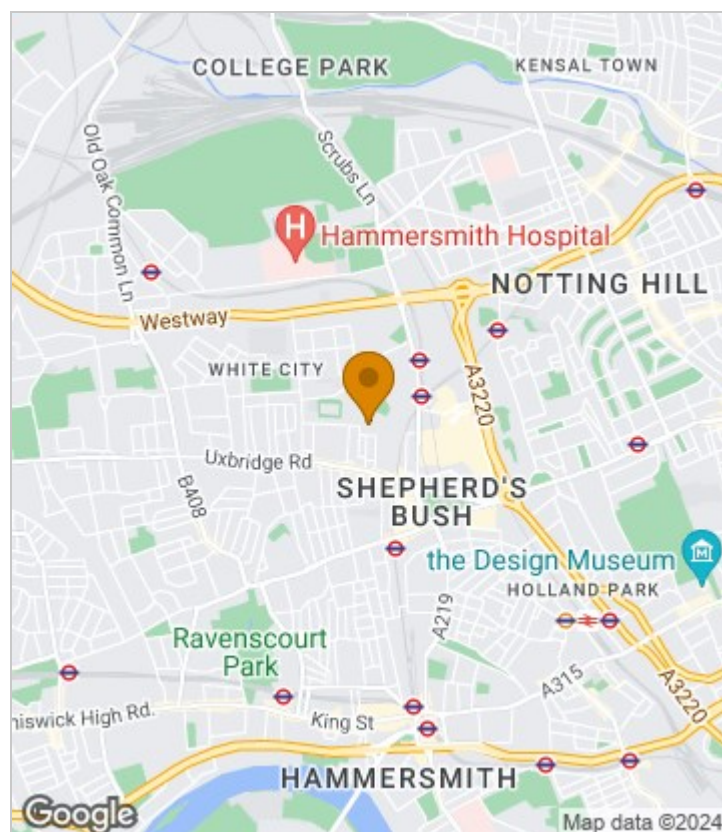 COLLEGE PARK
KENSAL TOWN
Old Oak Common Ln
Scrubs Ln
H
Hammersmith Hospital
NOTTING HILL
Westway
A3220
WHITE CITY
Uxbridge Rd
B408
SHEPHERD'S
BUSH
the Design Museum
M
HOLLAND PARK
A219
Ravenscourt
Park
A315
A3220
hiswick High Rd.
King St
HAMMERSMITH
Google
Map data ©2024